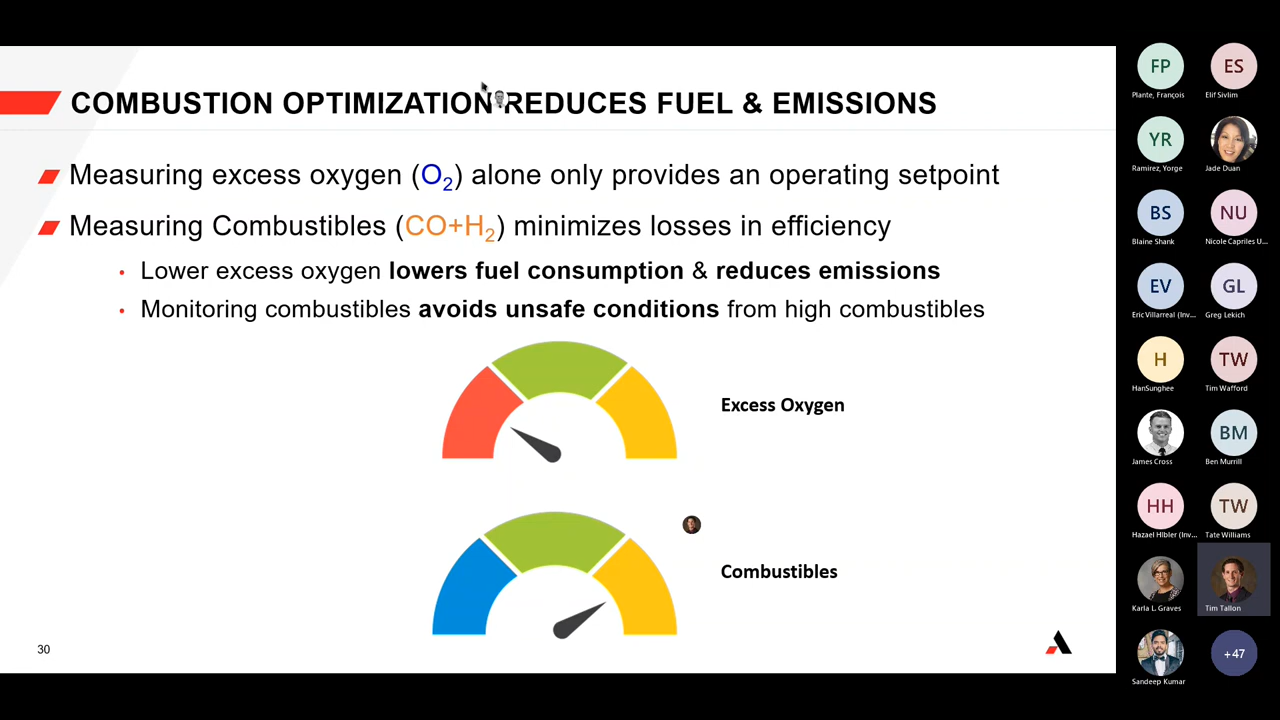 COMBUSTION OPTIMIZATION REDUCES FUEL & EMISSIONS
Measuring excess oxygen (O2) alone only provides an operating setpoint
Measuring Combustibles (CO+H2) minimizes losses in efficiency
• Lower excess oxygen lowers fuel consumption & reduces emissions
• Monitoring combustibles avoids unsafe conditions from high combustibles
Excess Oxygen
Combustibles
30
FP
Plante, François
ES
Elif Sivlim
YR
Ramirez, Yorge
Jade Duan
BS
Blaine Shank
NU
Nicole Capriles U...
EV
Eric Villarreal (Inv...
GL
Greg Lekich
H
HanSunghee
TW
Tim Wafford
James Cross
BM
Ben Murrill
HH
Hazael Hibler (Inv...
TW
Tate Williams
Karla L. Graves
Tim Tallon
Sandeep Kumar
+47